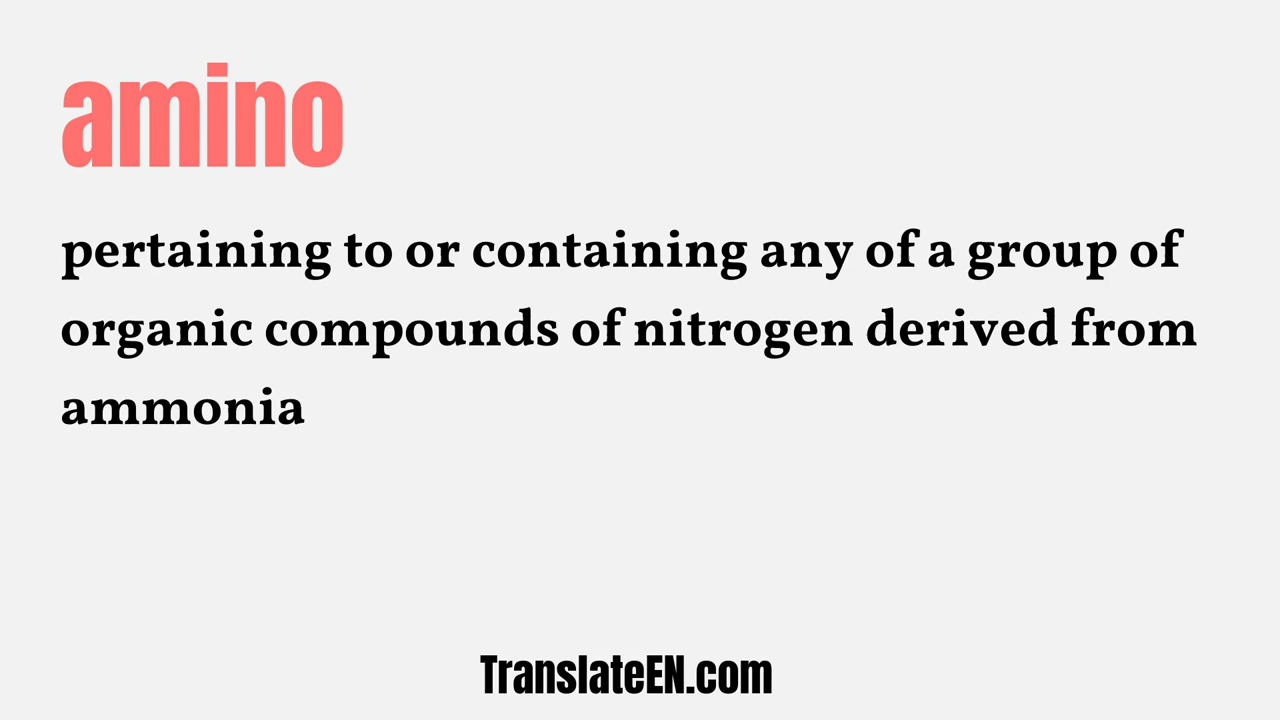 amino
pertaining to or containing any of a group of
organic compounds of nitrogen derived from
ammonia
TranslateEN.com